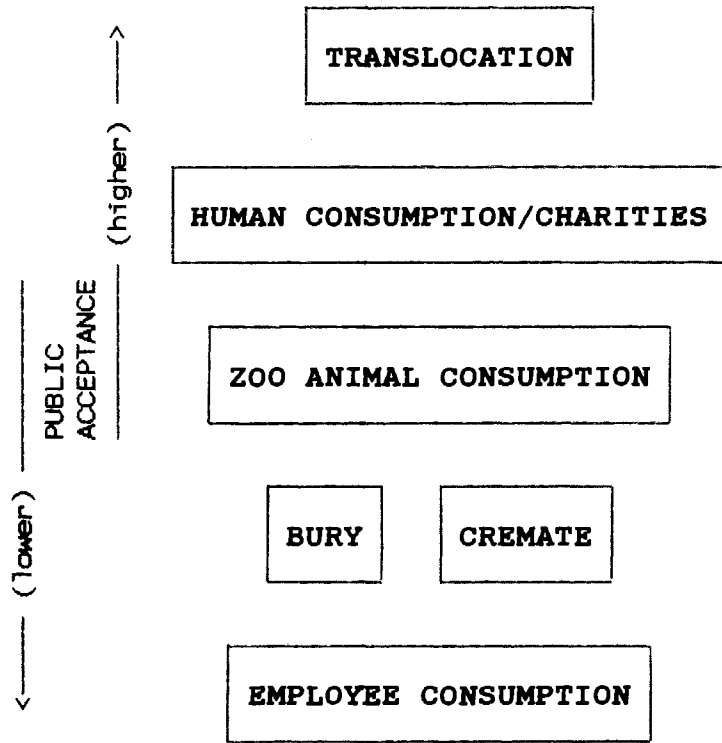 TRANSLOCATION
HUMAN CONSUMPTION/CHARITIES
ZOO ANIMAL CONSUMPTION
BURY
CREMATE
EMPLOYEE CONSUMPTION
(higher)
PUBLIC
ACCEPTANCE
(lower)